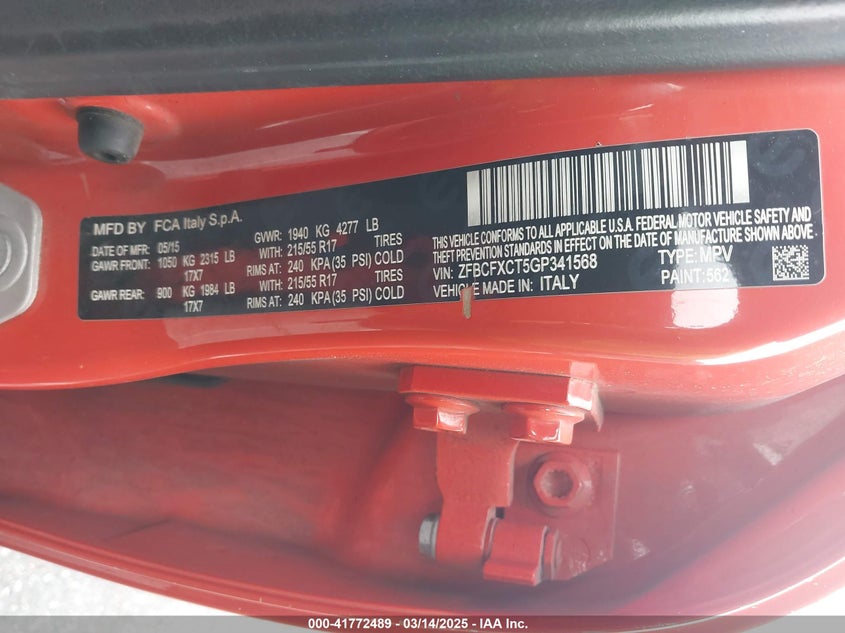 MFD BY FCA Italy S.p.A.
DATE OF MFR: 05/15 GVWR: 1940 KG 4277 LB
GAWR FRONT: 1050 KG 2315 LB WITH: 215/55 R17 TIRES
17X7 RIMS AT: 240 KPA (35 PSI) COLD
GAWR REAR: 900 KG 1984 LB WITH: 215/55 R17 TIRES
17X7 RIMS AT: 240 KPA (35 PSI) COLD
THIS VEHICLE CONFORMS TO ALL APPLICABLE U.S.A. FEDERAL MOTOR VEHICLE SAFETY AND
THEFT PREVENTION STANDARDS IN EFFECT ON THE DATE OF MANUFACTURE SHOWN ABOVE.
VIN: ZFBCFXCT5GP341568 TYPE: MPV
VEHICLE MADE IN: ITALY PAINT: 562
000-41772489 - 03/14/2025 - IAA Inc.